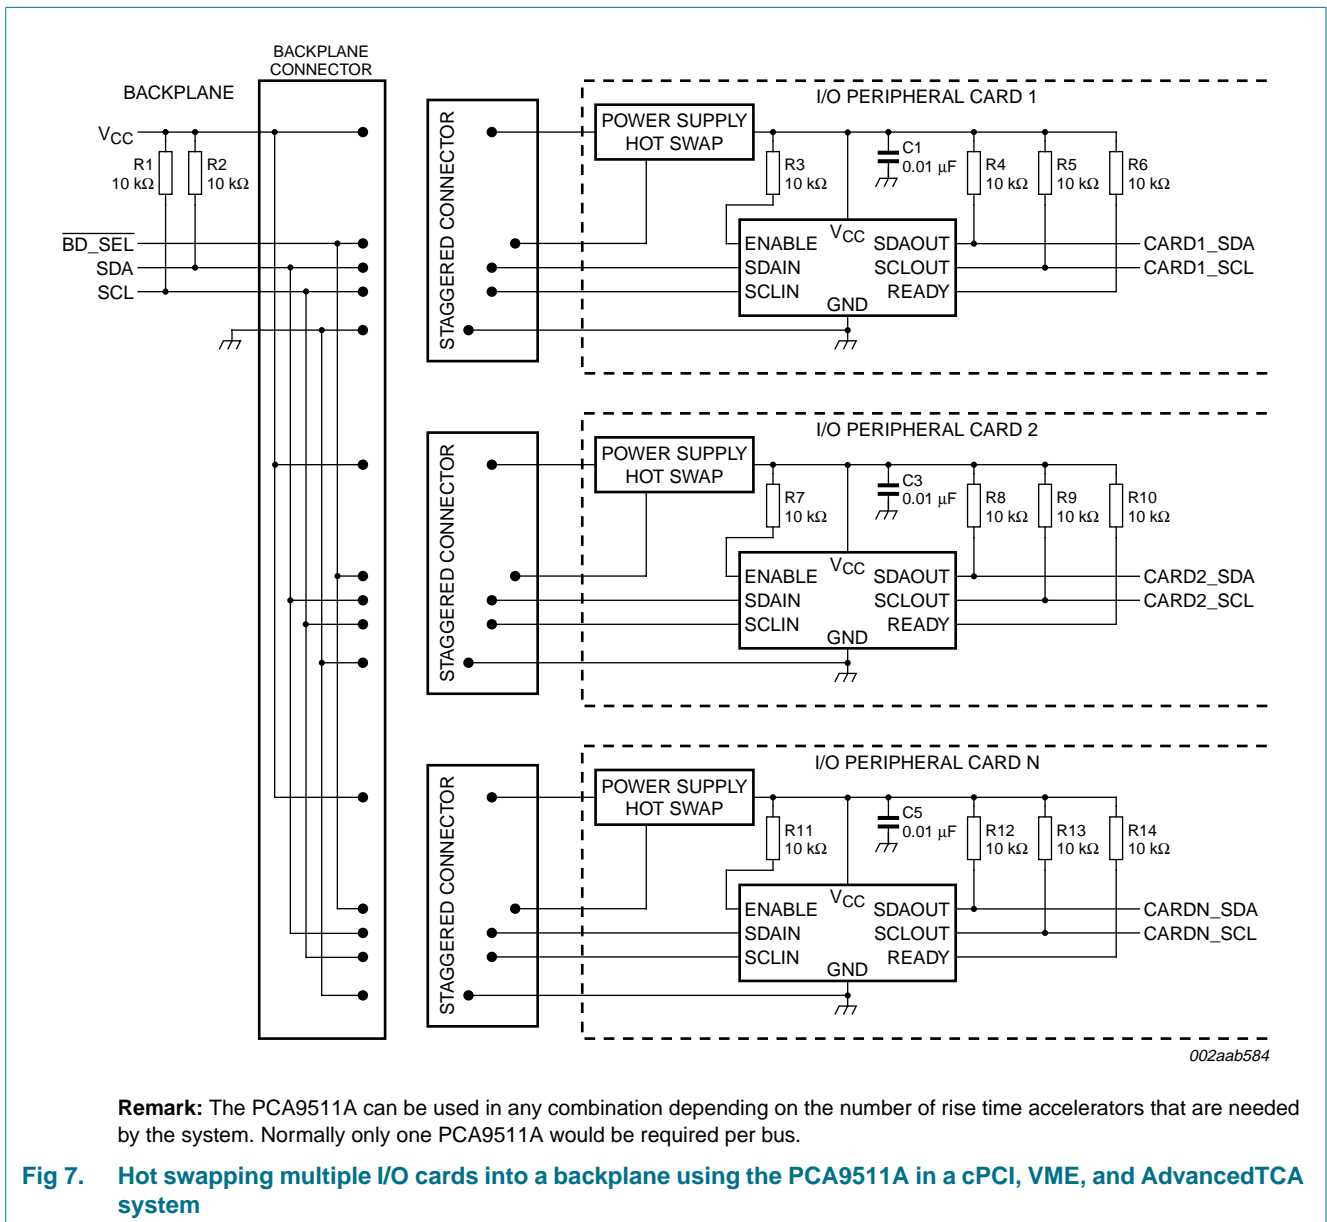 BACKPLANE
CONNECTOR
BACKPLANE
VCC
R1
10 kΩ
R2
10 kΩ
BD_SEL
SDA
SCL
STAGGERED CONNECTOR
I/O PERIPHERAL CARD 1
POWER SUPPLY
HOT SWAP
R3
10 kΩ
C1
0.01 μF
R4
10 kΩ
R5
10 kΩ
R6
10 kΩ
VCC
ENABLE
SDAOUT
CARD1_SDA
SDAIN
SCLOUT
CARD1_SCL
SCLIN
READY
GND
STAGGERED CONNECTOR
I/O PERIPHERAL CARD 2
POWER SUPPLY
HOT SWAP
R7
10 kΩ
C3
0.01 μF
R8
10 kΩ
R9
10 kΩ
R10
10 kΩ
VCC
ENABLE
SDAOUT
CARD2_SDA
SDAIN
SCLOUT
CARD2_SCL
SCLIN
READY
GND
STAGGERED CONNECTOR
I/O PERIPHERAL CARD N
POWER SUPPLY
HOT SWAP
R11
10 kΩ
C5
0.01 μF
R12
10 kΩ
R13
10 kΩ
R14
10 kΩ
VCC
ENABLE
SDAOUT
CARDN_SDA
SDAIN
SCLOUT
CARDN_SCL
SCLIN
READY
GND
002aab584
Remark: The PCA9511A can be used in any combination depending on the number of rise time accelerators that are needed
by the system. Normally only one PCA9511A would be required per bus.
Fig 7. Hot swapping multiple I/O cards into a backplane using the PCA9511A in a cPCI, VME, and AdvancedTCA
system